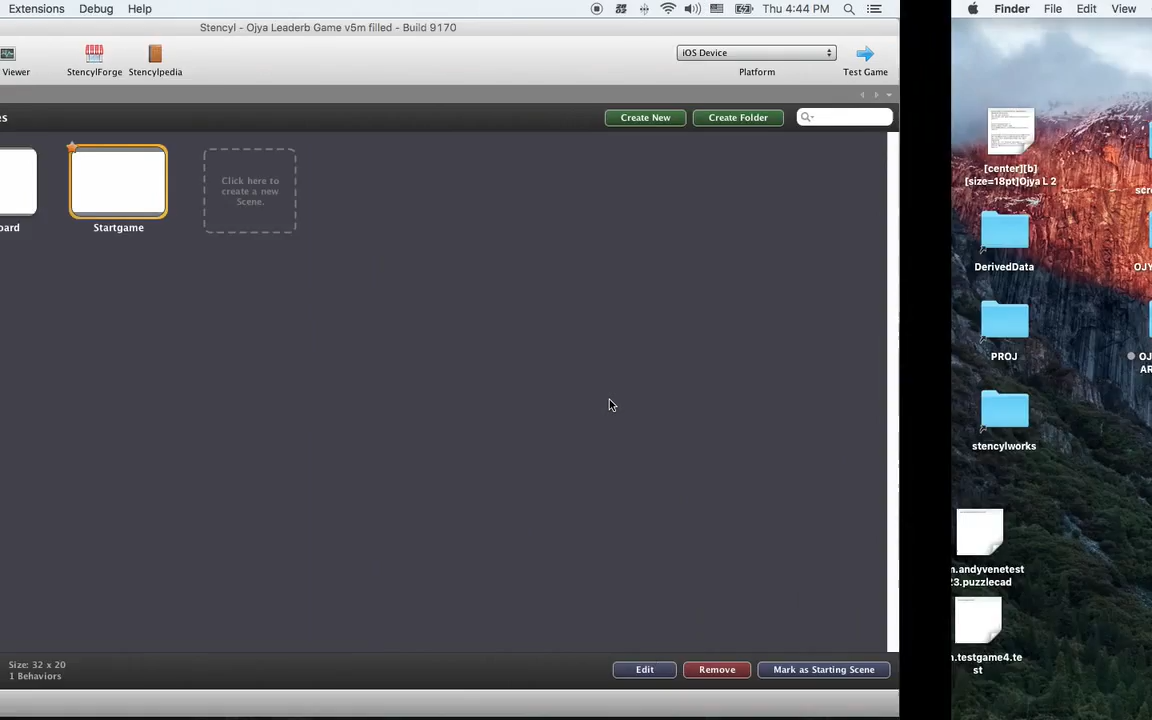 Extensions Debug Help Thu 4:44 PM
Finder File Edit View
Stencyl - Ojya Leaderb Game v5m filled - Build 9170
iOS Device
Viewer StencylForge Stencylpedia Platform Test Game
Create New Create Folder
Click here to
create a new
Scene.
Startgame
[center][b]
[size=18pt]Ojya L 2
DerivedData
PROJ
stencylworks
n.andyvenetest
23.puzzlecad
n.testgame4.te
st
OJY
OJ
AR
Size: 32 x 20
1 Behaviors
Edit Remove Mark as Starting Scene